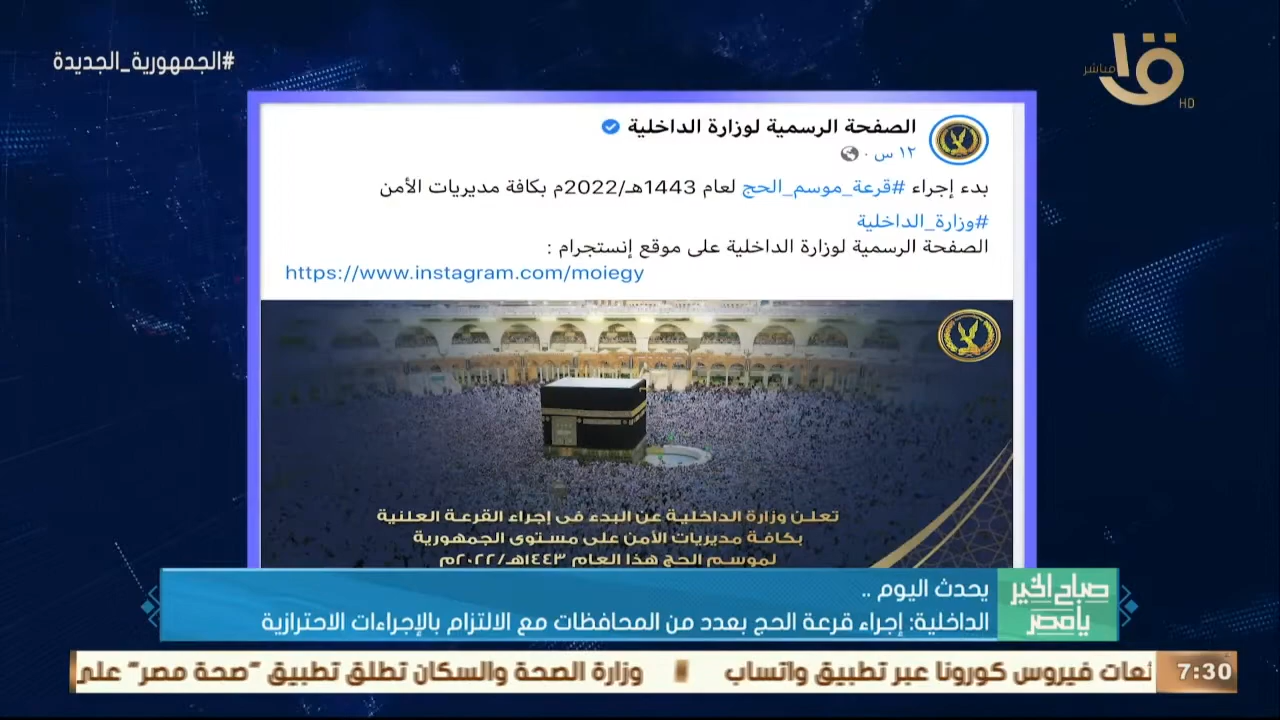 #الجمهورية_الجديدة
مباشر
HD
الصفحة الرسمية لوزارة الداخلية
١٢ س ·
بدء إجراء #قرعة_موسم_الحج لعام 1443هـ/2022م بكافة مديريات الأمن
#وزارة_الداخلية
الصفحة الرسمية لوزارة الداخلية على موقع إنستجرام :
https://www.instagram.com/moiegy
تعلن وزارة الداخلية عن البدء فى إجراء القرعة العلنية
بكافة مديريات الأمن على مستوى الجمهورية
لموسم الحج هذا العام ١٤٤٣هـ/٢٠٢٢م
صباح الخير
يا مصر
يحدث اليوم ..
الداخلية: إجراء قرعة الحج بعدد من المحافظات مع الالتزام بالإجراءات الاحترازية
7:30
فيروس كورونا عبر تطبيق واتساب وزارة الصحة والسكان تطلق تطبيق "صحة مصر" على